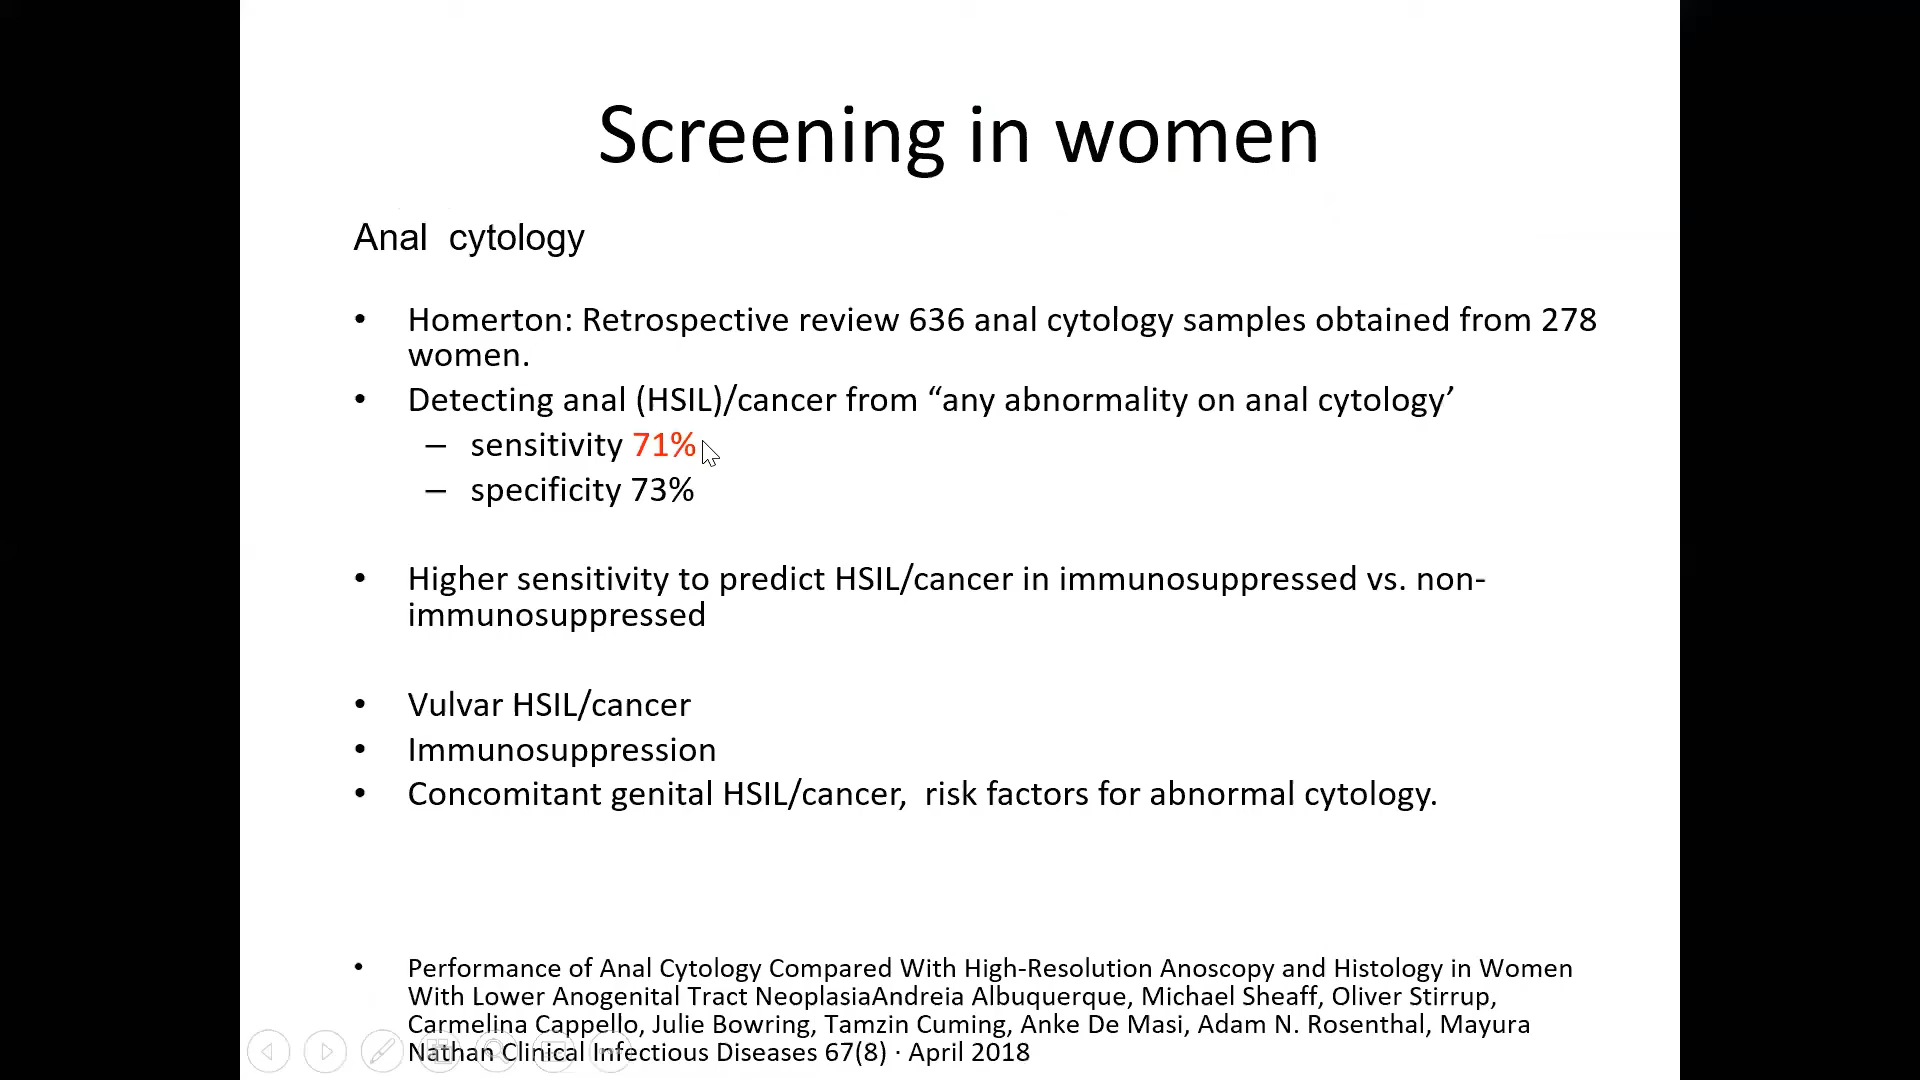 Screening in women
Anal cytology
• Homerton: Retrospective review 636 anal cytology samples obtained from 278
women.
• Detecting anal (HSIL)/cancer from “any abnormality on anal cytology’
– sensitivity 71%
– specificity 73%
• Higher sensitivity to predict HSIL/cancer in immunosuppressed vs. non-
immunosuppressed
• Vulvar HSIL/cancer
• Immunosuppression
• Concomitant genital HSIL/cancer, risk factors for abnormal cytology.
• Performance of Anal Cytology Compared With High-Resolution Anoscopy and Histology in Women
With Lower Anogenital Tract NeoplasiaAndreia Albuquerque, Michael Sheaff, Oliver Stirrup,
Carmelina Cappello, Julie Bowring, Tamzin Cuming, Anke De Masi, Adam N. Rosenthal, Mayura
Nathan Clinical Infectious Diseases 67(8) · April 2018